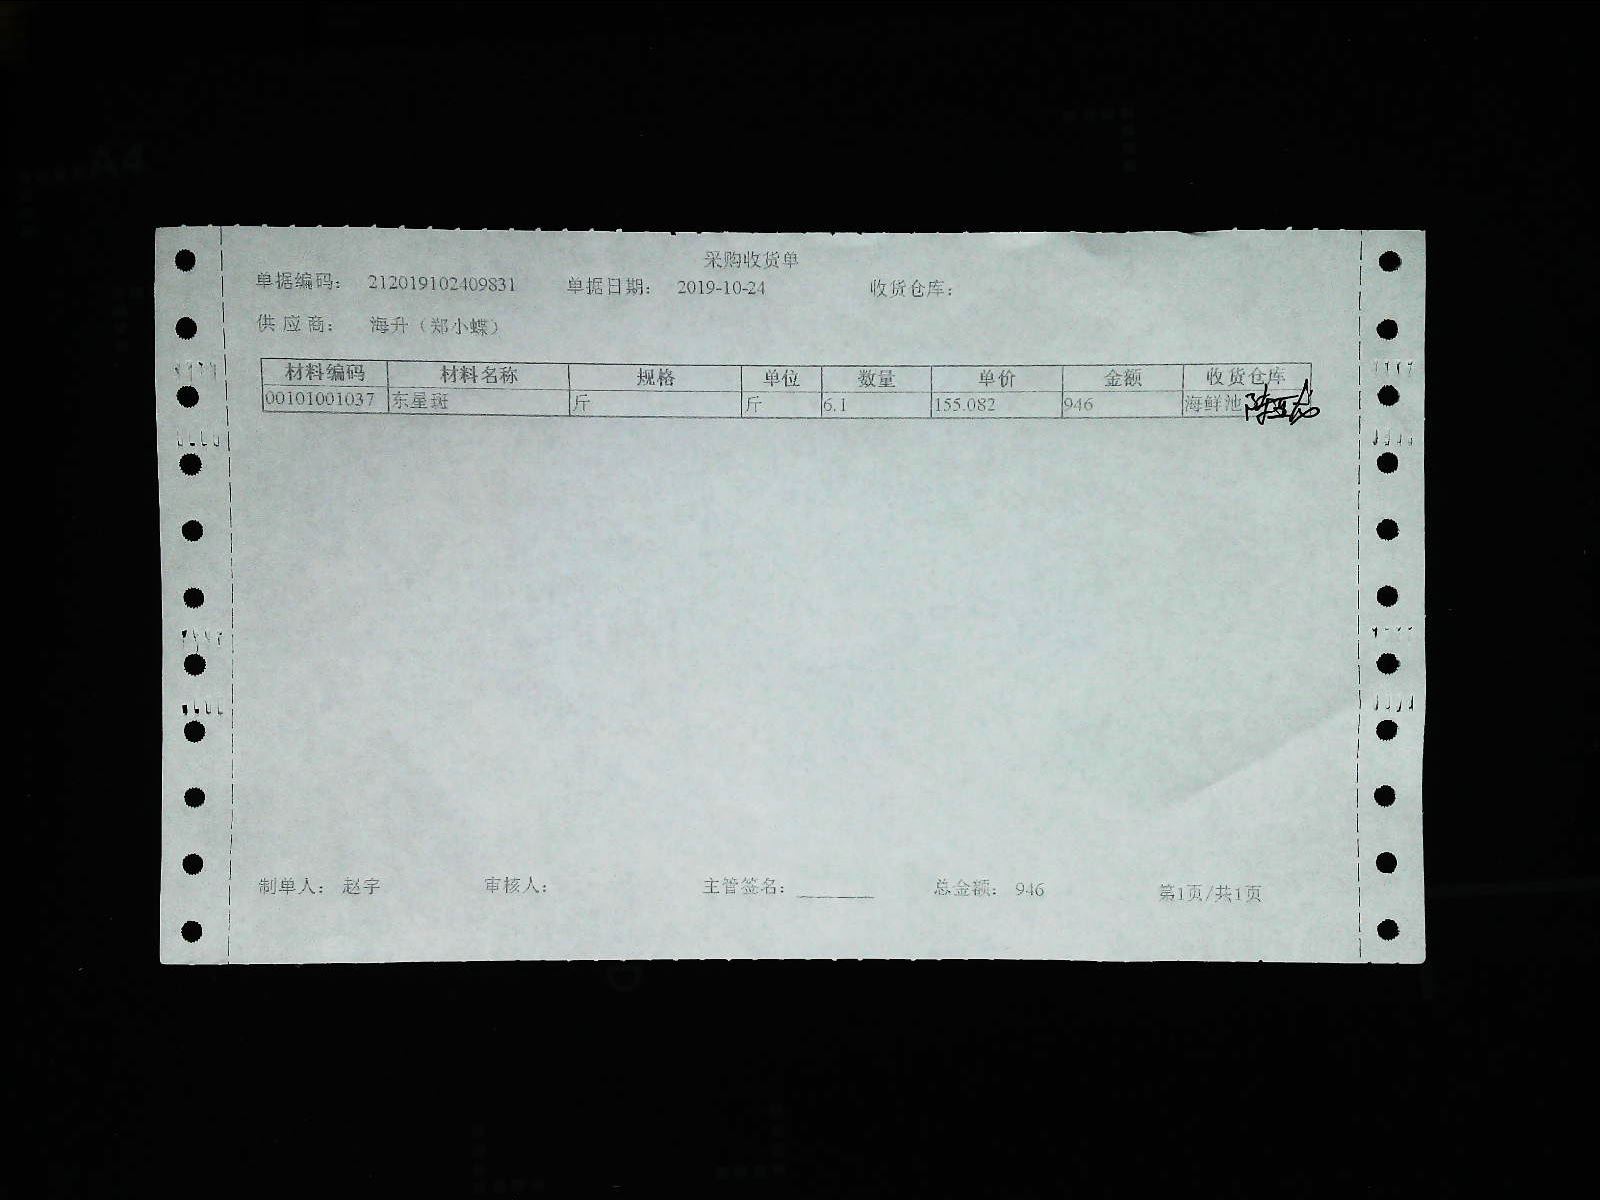 采购收货单
单据编码： 212019102409831 单据日期： 2019-10-24 收货仓库：
供应商： 海升（郑小蝶）
材料编码 材料名称 规格 单位 数量 单价 金额 收货仓库
00101001037 东星斑 斤 斤 6.1 155.082 946 海鲜池
制单人： 赵宇 审核人： 主管签名： 总金额： 946 第1页/共1页